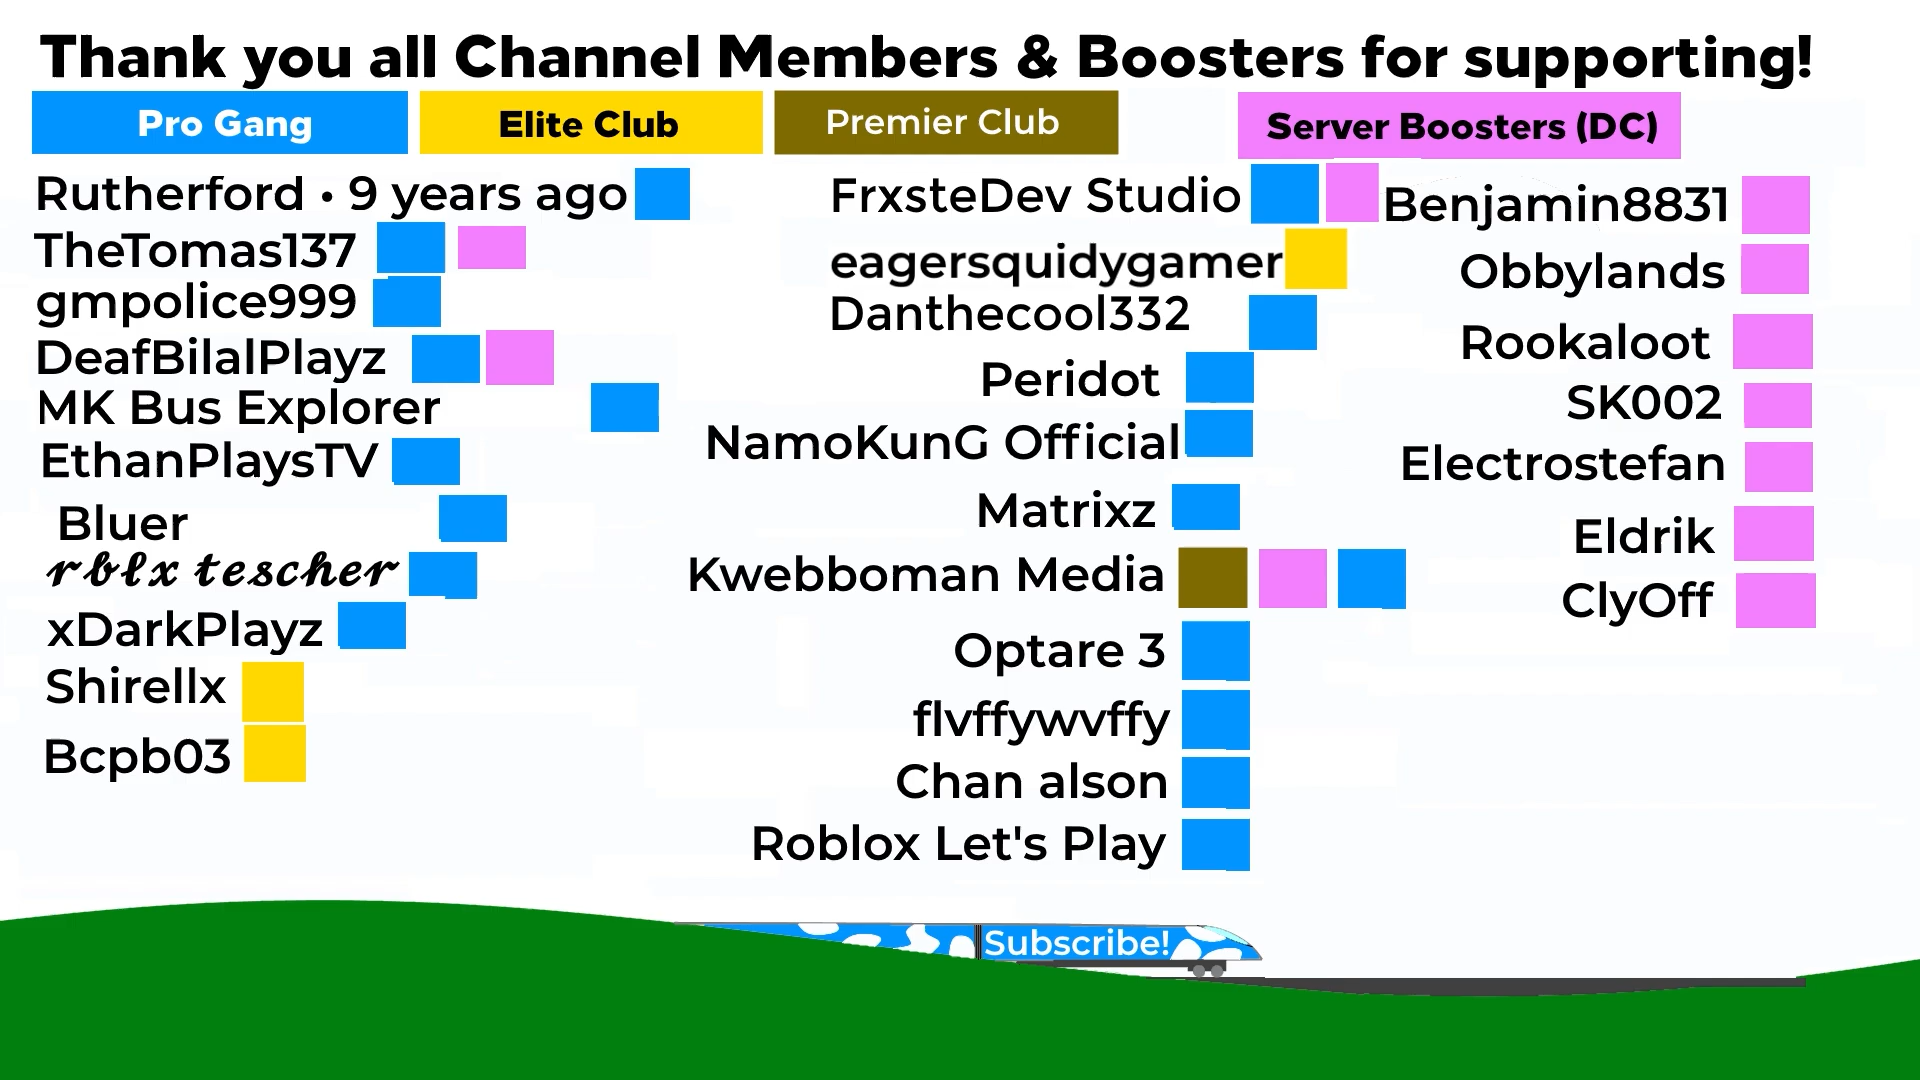 Thank you all Channel Members & Boosters for supporting!
Pro Gang
Elite Club
Premier Club
Server Boosters (DC)
Rutherford • 9 years ago
TheTomas137
gmpolice999
DeafBilalPlayz
MK Bus Explorer
EthanPlaysTV
Bluer
rblx tescher
xDarkPlayz
Shirellx
Bcpb03
FrxsteDev Studio
eagersquidygamer
Danthecool332
Peridot
NamoKunG Official
Matrixz
Kwebboman Media
Optare 3
flvffywvffy
Chan alson
Roblox Let's Play
Benjamin8831
Obbylands
Rookaloot
SK002
Electrostefan
Eldrik
ClyOff
Subscribe!